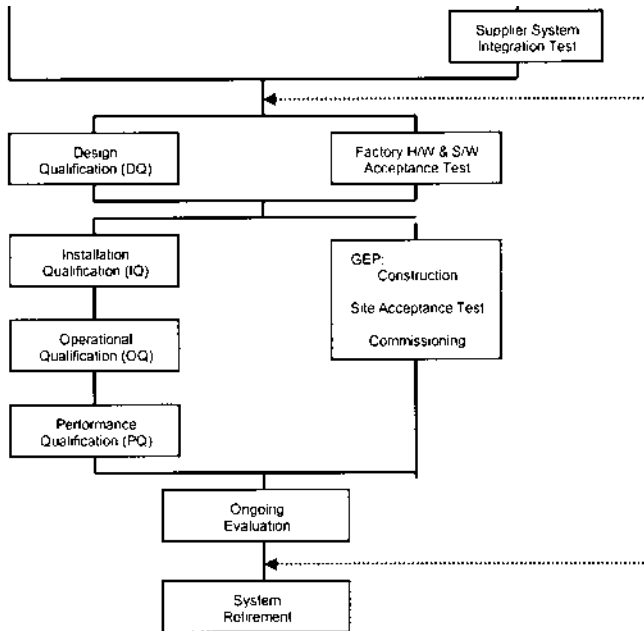 Supplier System
Integration Test
Design
Qualification (DQ)
Factory H/W & S/W
Acceptance Test
Installation
Qualification (IQ)
GEP:
Construction
Site Acceptance Test
Commissioning
Operational
Qualification (OQ)
Performance
Qualification (PQ)
Ongoing
Evaluation
System
Retirement